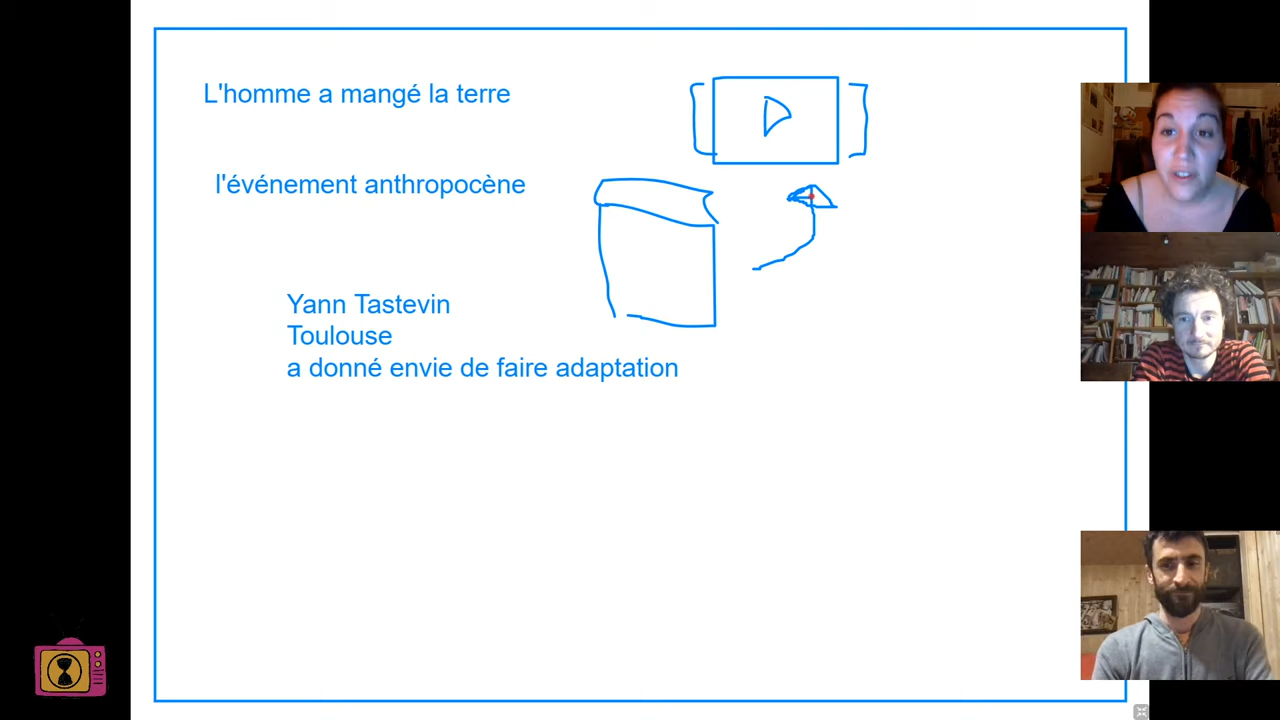 L'homme a mangé la terre
l'événement anthropocène
Yann Tastevin
Toulouse
a donné envie de faire adaptation